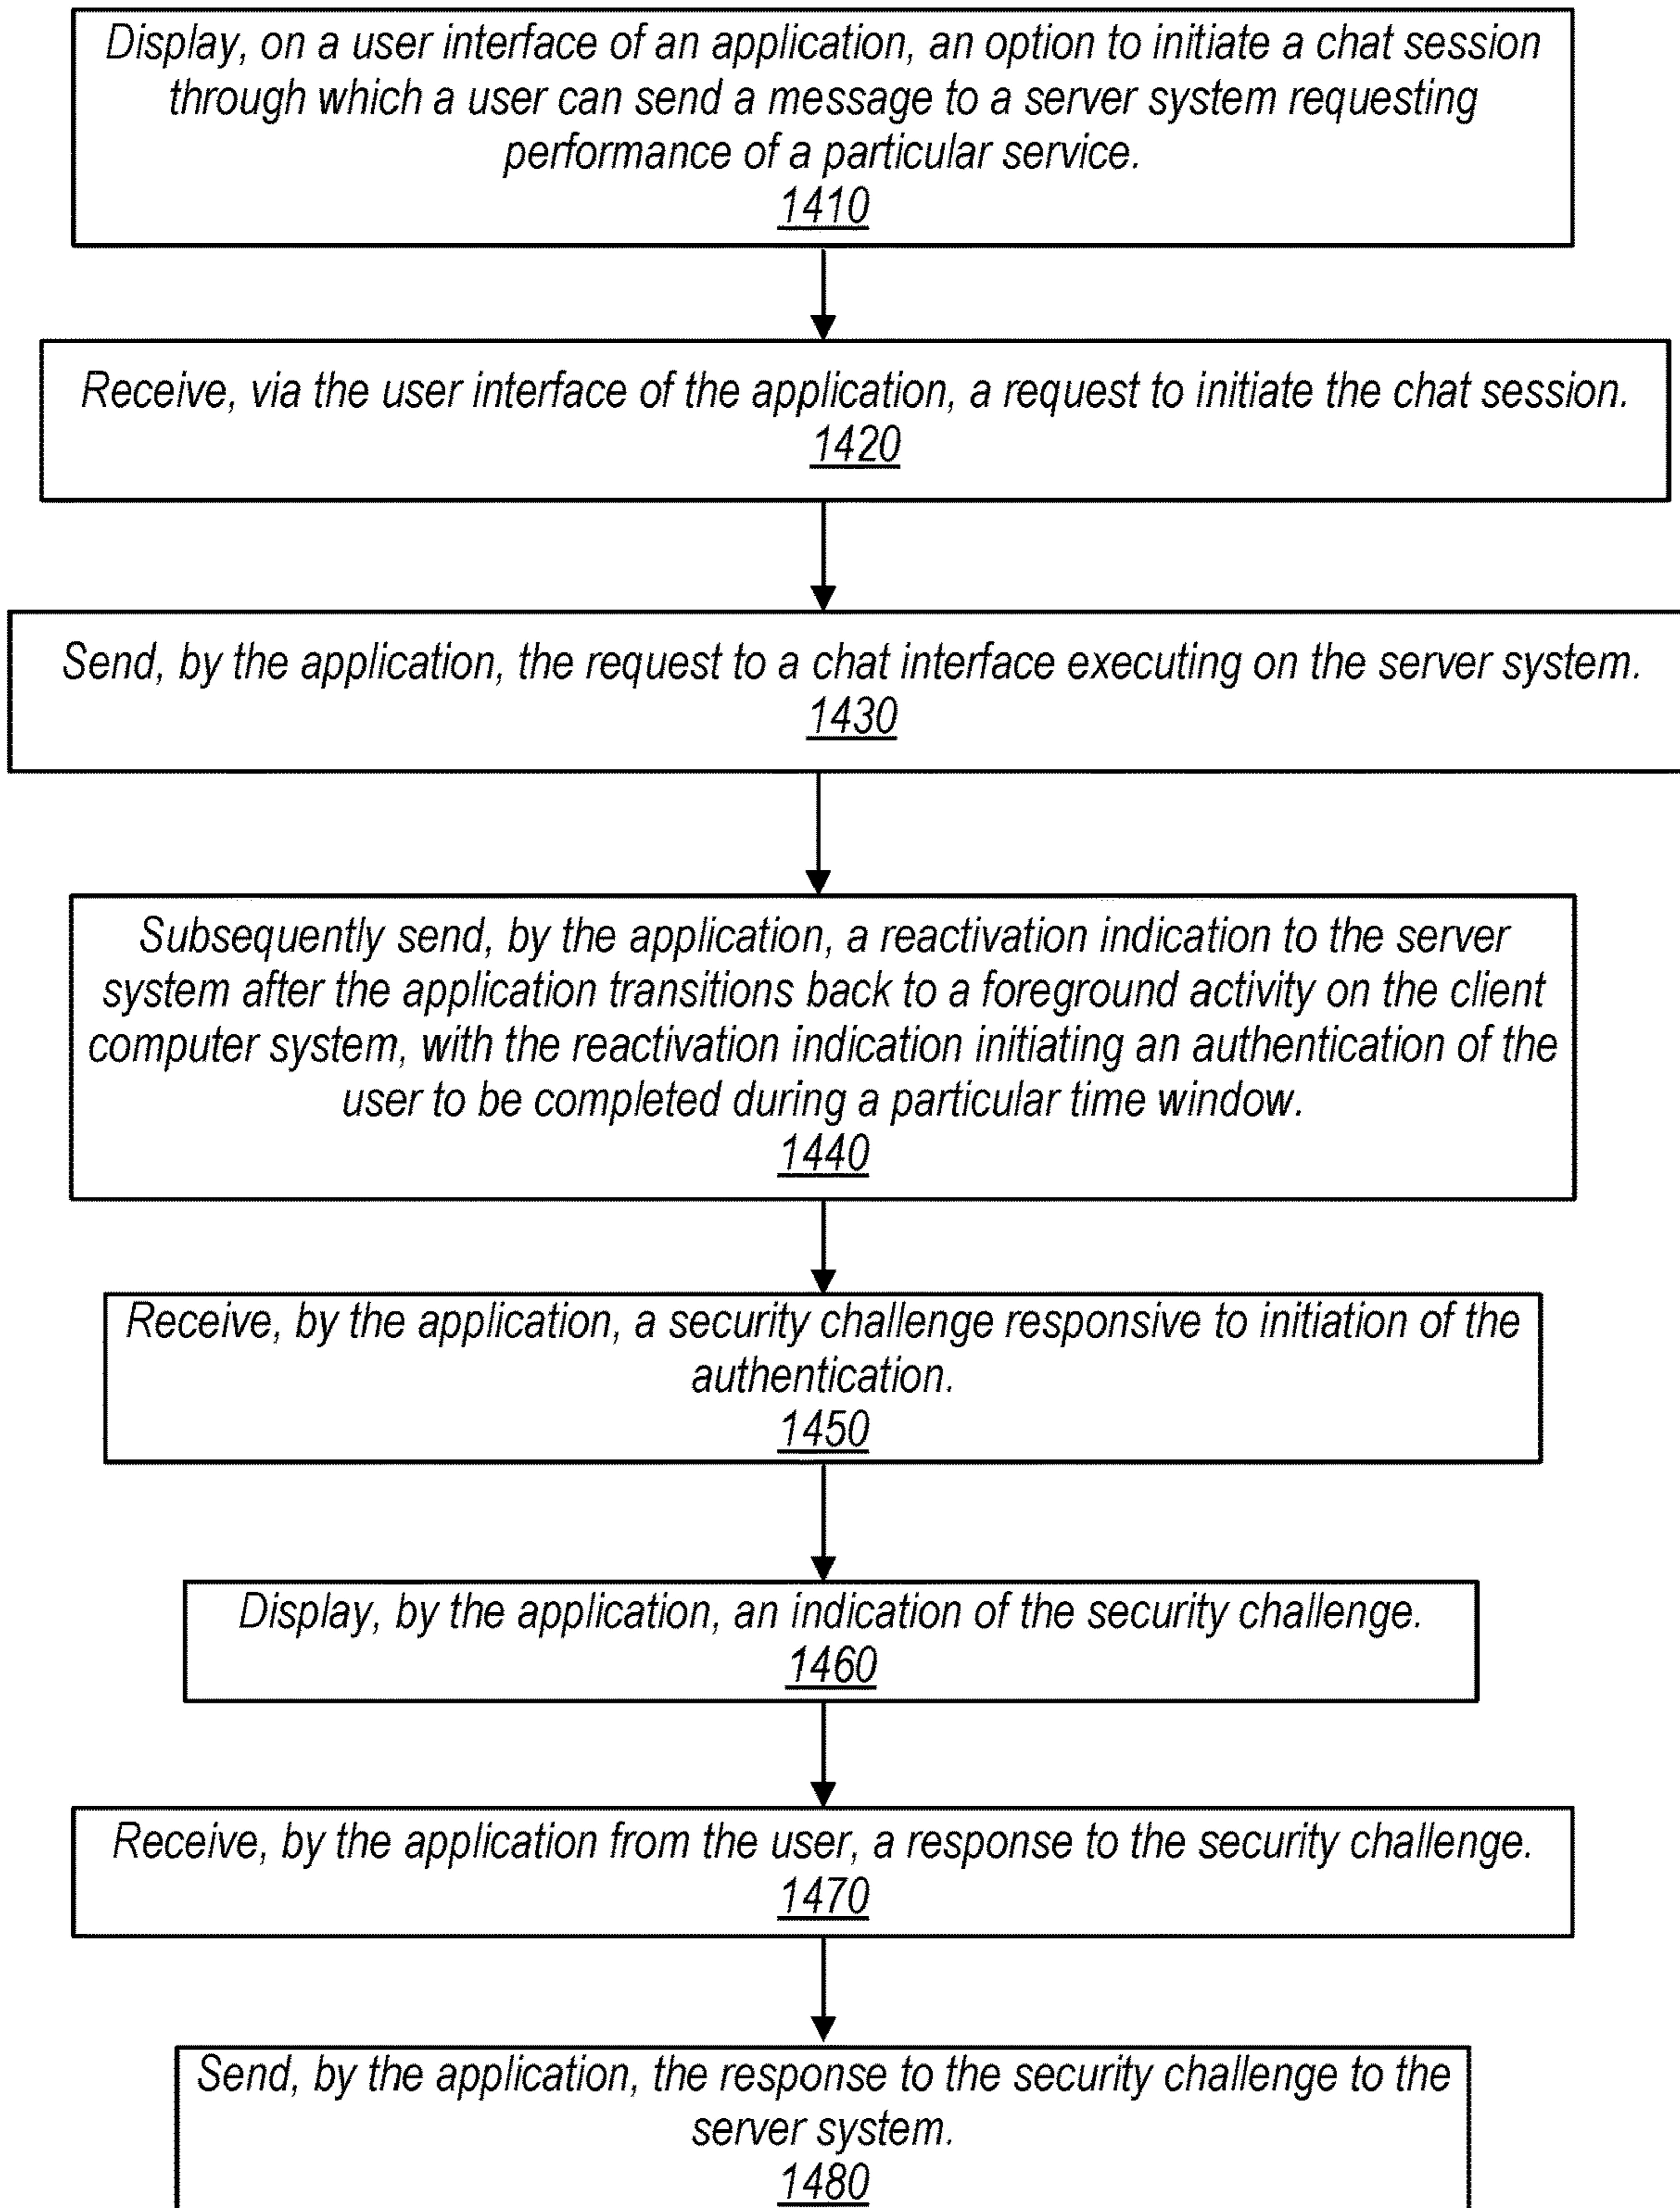 Display, on a user interface of an application, an option to initiate a chat session
through which a user can send a message to a server system requesting
performance of a particular service.
1410
Receive, via the user interface of the application, a request to initiate the chat session.
1420
Send, by the application, the request to a chat interface executing on the server system.
1430
Subsequently send, by the application, a reactivation indication to the server
system after the application transitions back to a foreground activity on the client
computer system, with the reactivation indication initiating an authentication of the
user to be completed during a particular time window.
1440
Receive, by the application, a security challenge responsive to initiation of the
authentication.
1450
Display, by the application, an indication of the security challenge.
1460
Receive, by the application from the user, a response to the security challenge.
1470
Send, by the application, the response to the security challenge to the
server system.
1480